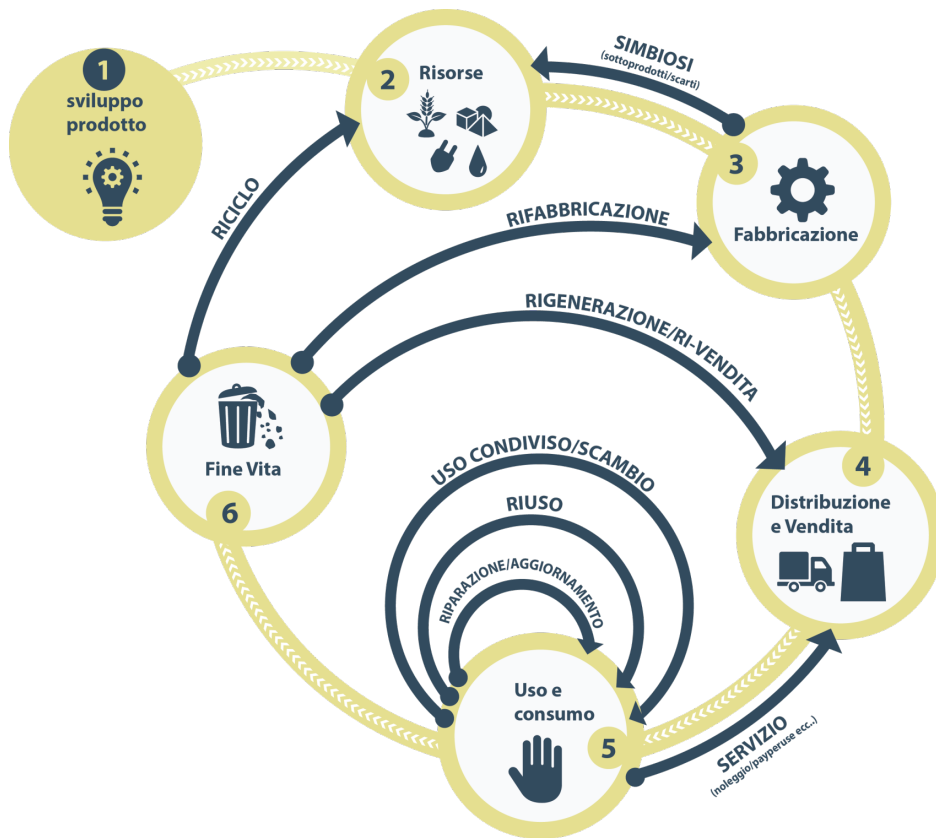 1
sviluppo
prodotto
2
Risorse
SIMBIOSI
(sottoprodotti/scarti)
3
Fabbricazione
RICICLO
RIFABBRICAZIONE
RIGENERAZIONE/RI-VENDITA
4
Distribuzione
e Vendita
Fine Vita
6
USO CONDIVISO/SCAMBIO
RIUSO
RIPARAZIONE/AGGIORNAMENTO
Uso e
consumo
5
SERVIZIO
(noleggio/payperuse ecc..)